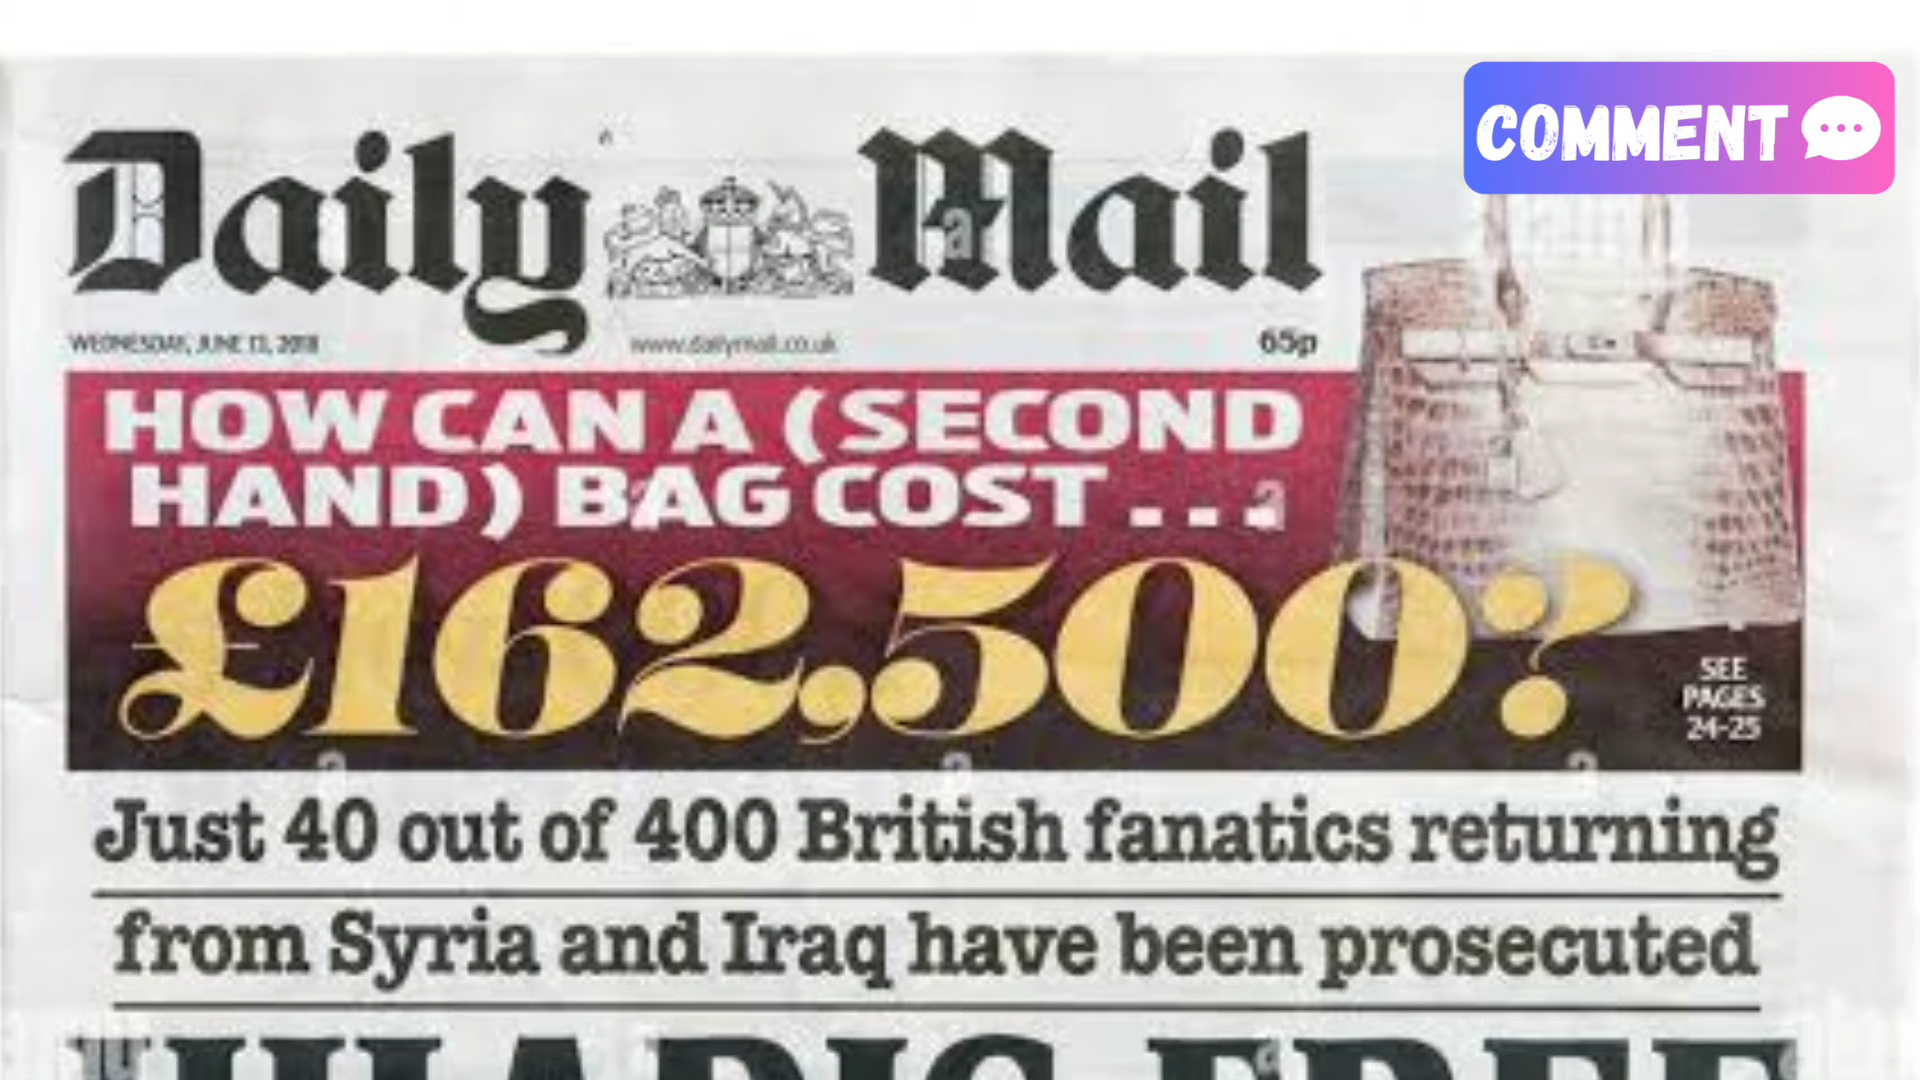 COMMENT
Daily Mail
WEDNESDAY, JUNE 13, 2018
www.dailymail.co.uk
65p
HOW CAN A (SECOND
HAND) BAG COST...
£162,500?
SEE
PAGES
24-25
Just 40 out of 400 British fanatics returning
from Syria and Iraq have been prosecuted